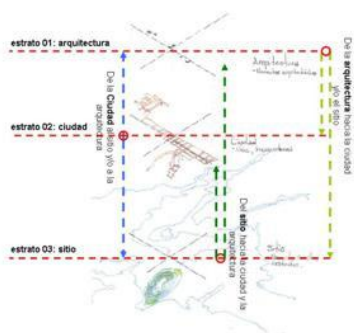 estrato 01: arquitectura
Arquitectura
De la arquitectura hacia la ciudad
y/o el sitio
De la Ciudad al sitio y/o a la
arquitectura
estrato 02: ciudad
Ciudad
Del sitio hacia la ciudad y la
arquitectura
estrato 03: sitio
Sitio